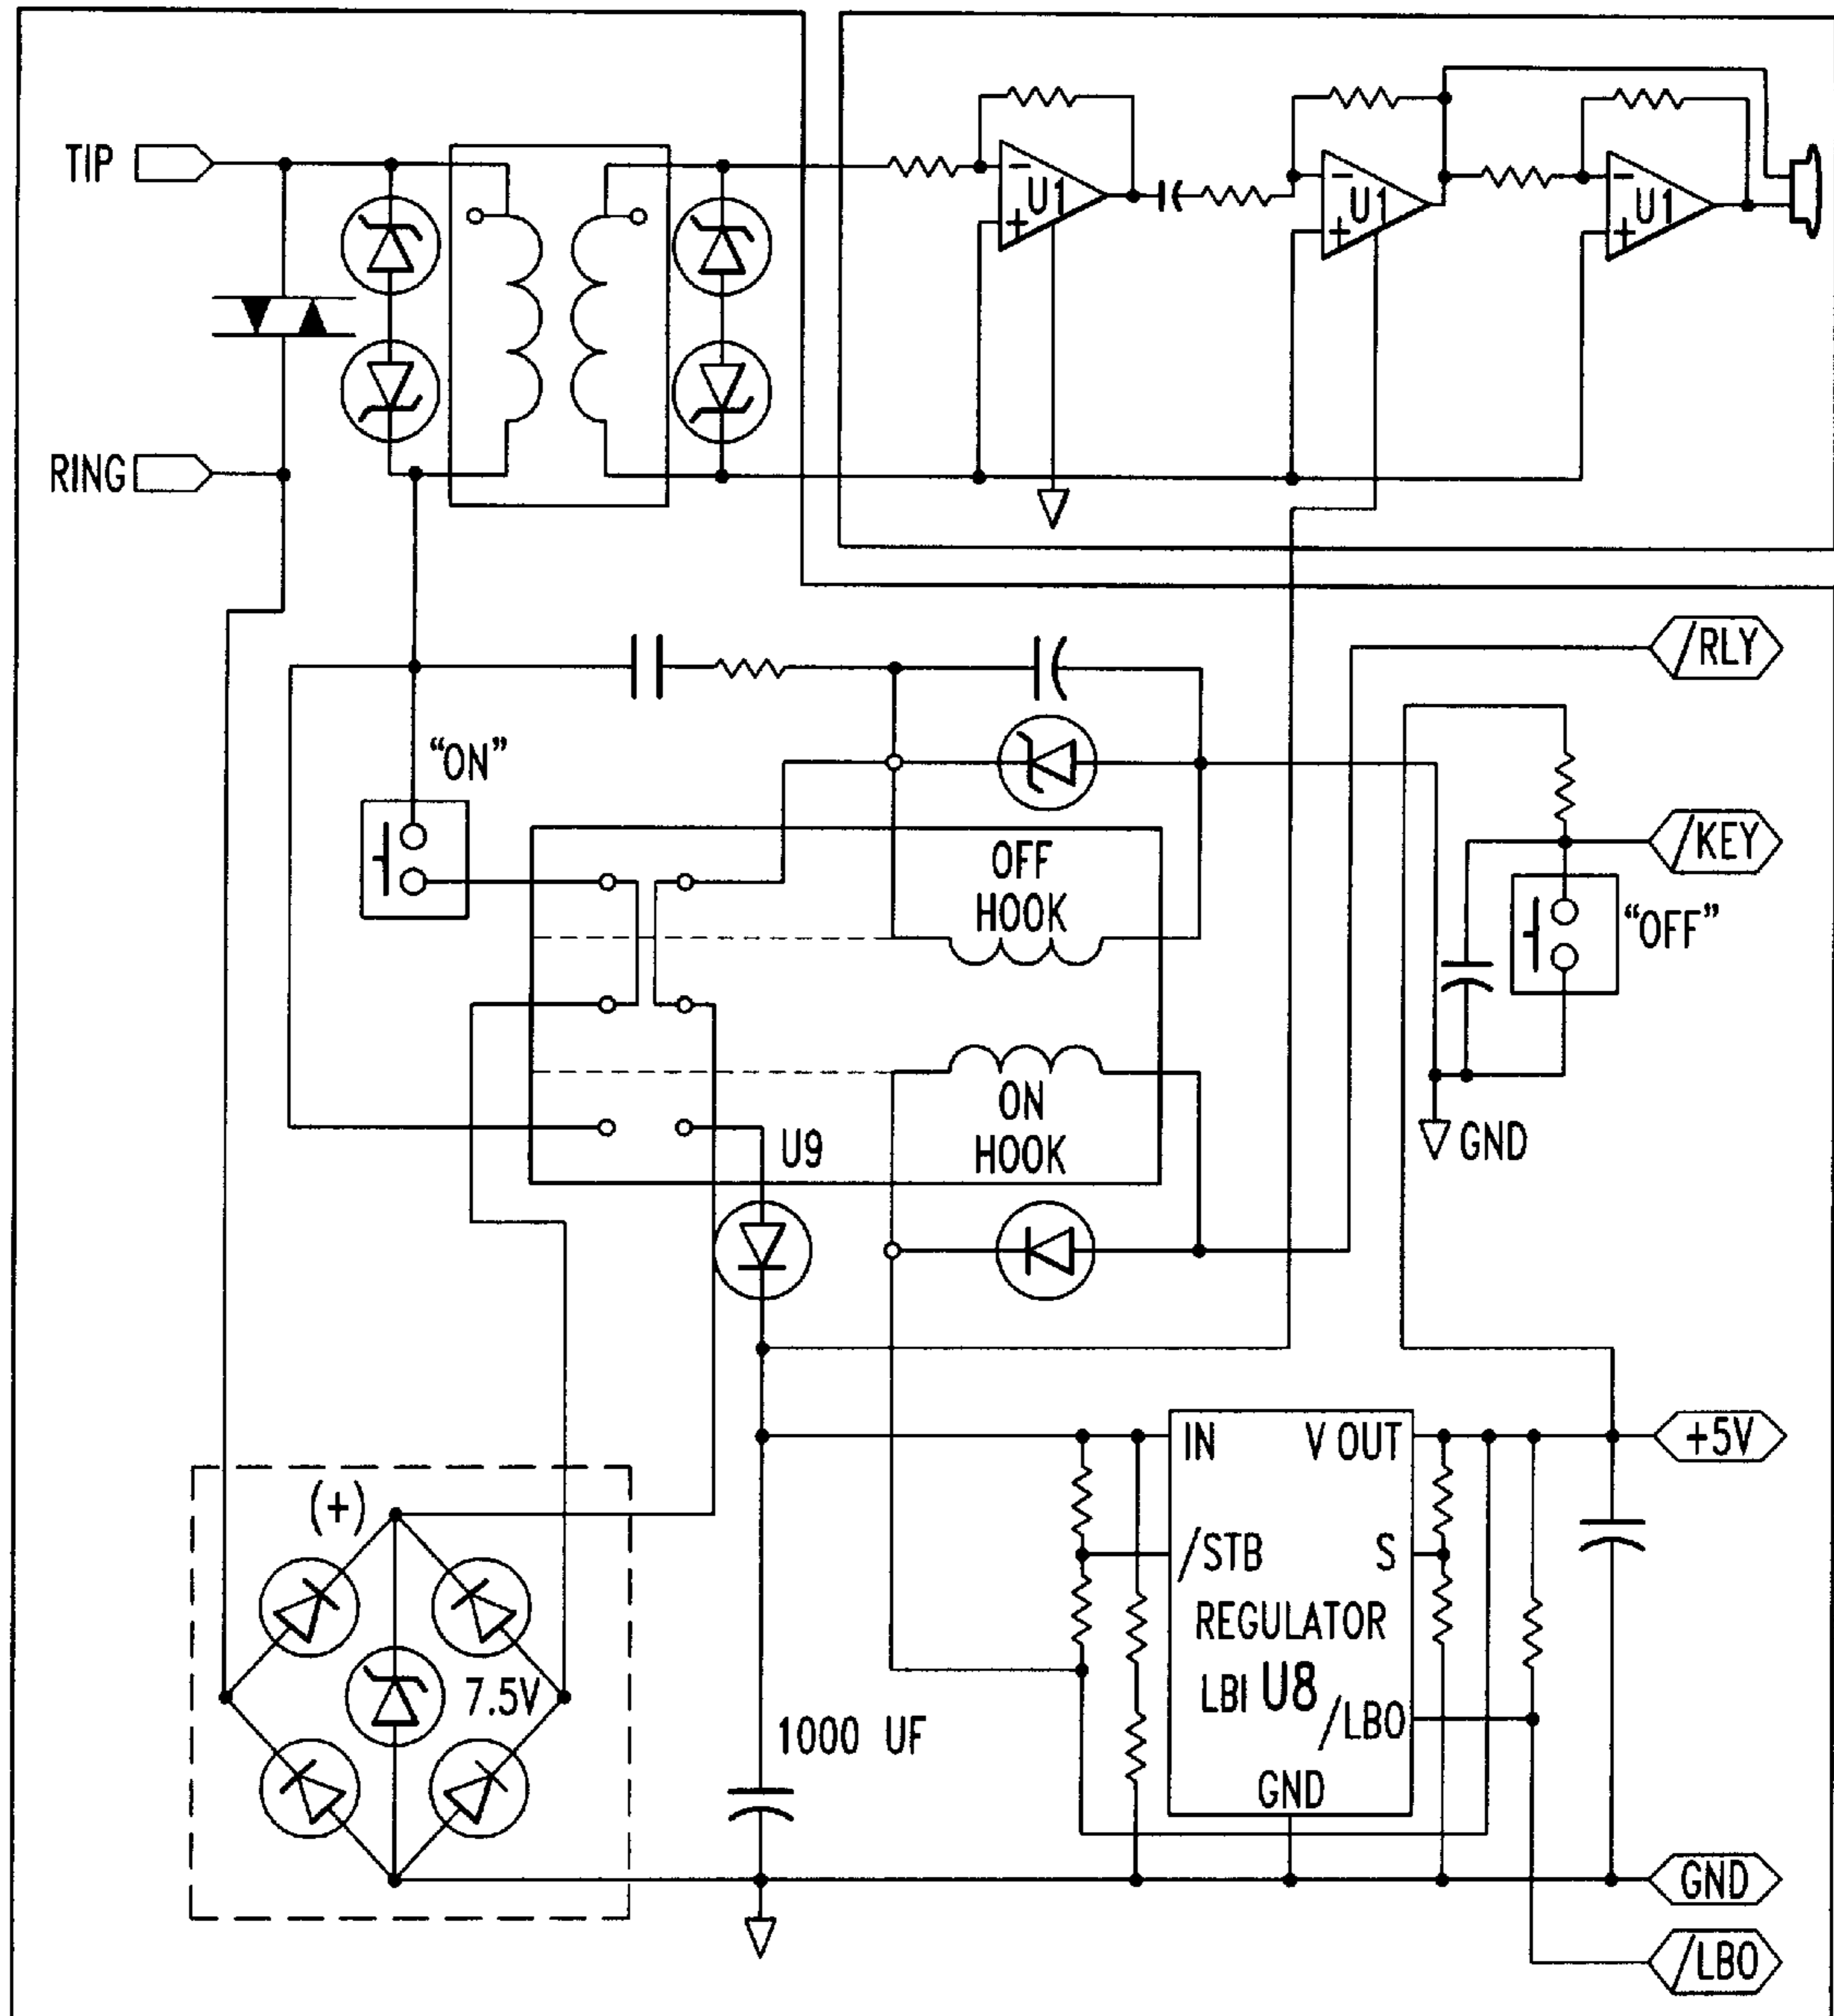 TIP
U1
U1
U1
−
+
−
+
−
+
RING
/RLY
“ON”
/KEY
OFF
HOOK
“OFF”
ON
HOOK
U9
GND
IN
V OUT
+5V
(+)
/STB
S
REGULATOR
7.5V
LBI U8
/LBO
1000 UF
GND
GND
/LBO